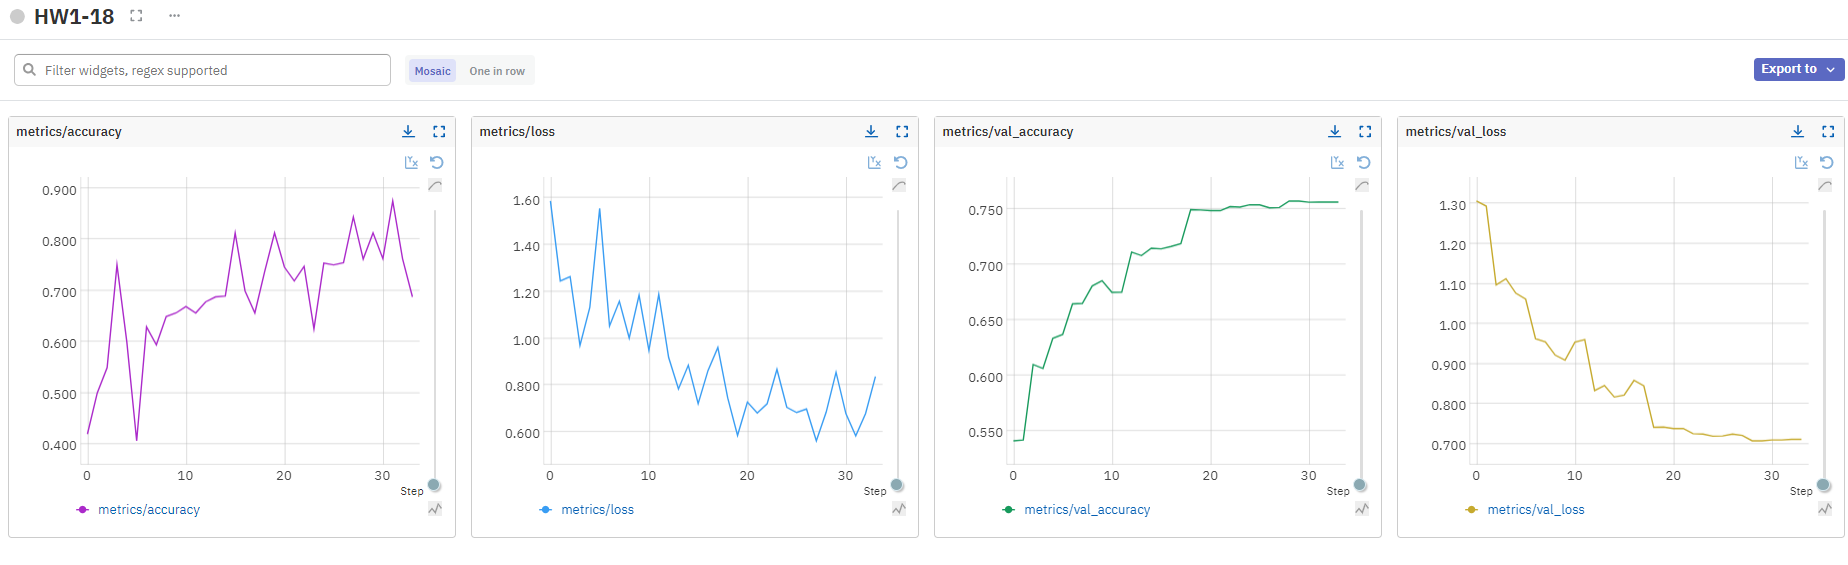 HW1-18
Filter widgets, regex supported
Mosaic
One in row
Export to
metrics/accuracy
0.900
0.800
0.700
0.600
0.500
0.400
0
10
20
30
Step
metrics/accuracy
metrics/loss
1.60
1.40
1.20
1.00
0.800
0.600
0
10
20
30
Step
metrics/loss
metrics/val_accuracy
0.750
0.700
0.650
0.600
0.550
0
10
20
30
Step
metrics/val_accuracy
metrics/val_loss
1.30
1.20
1.10
1.00
0.900
0.800
0.700
0
10
20
30
Step
metrics/val_loss